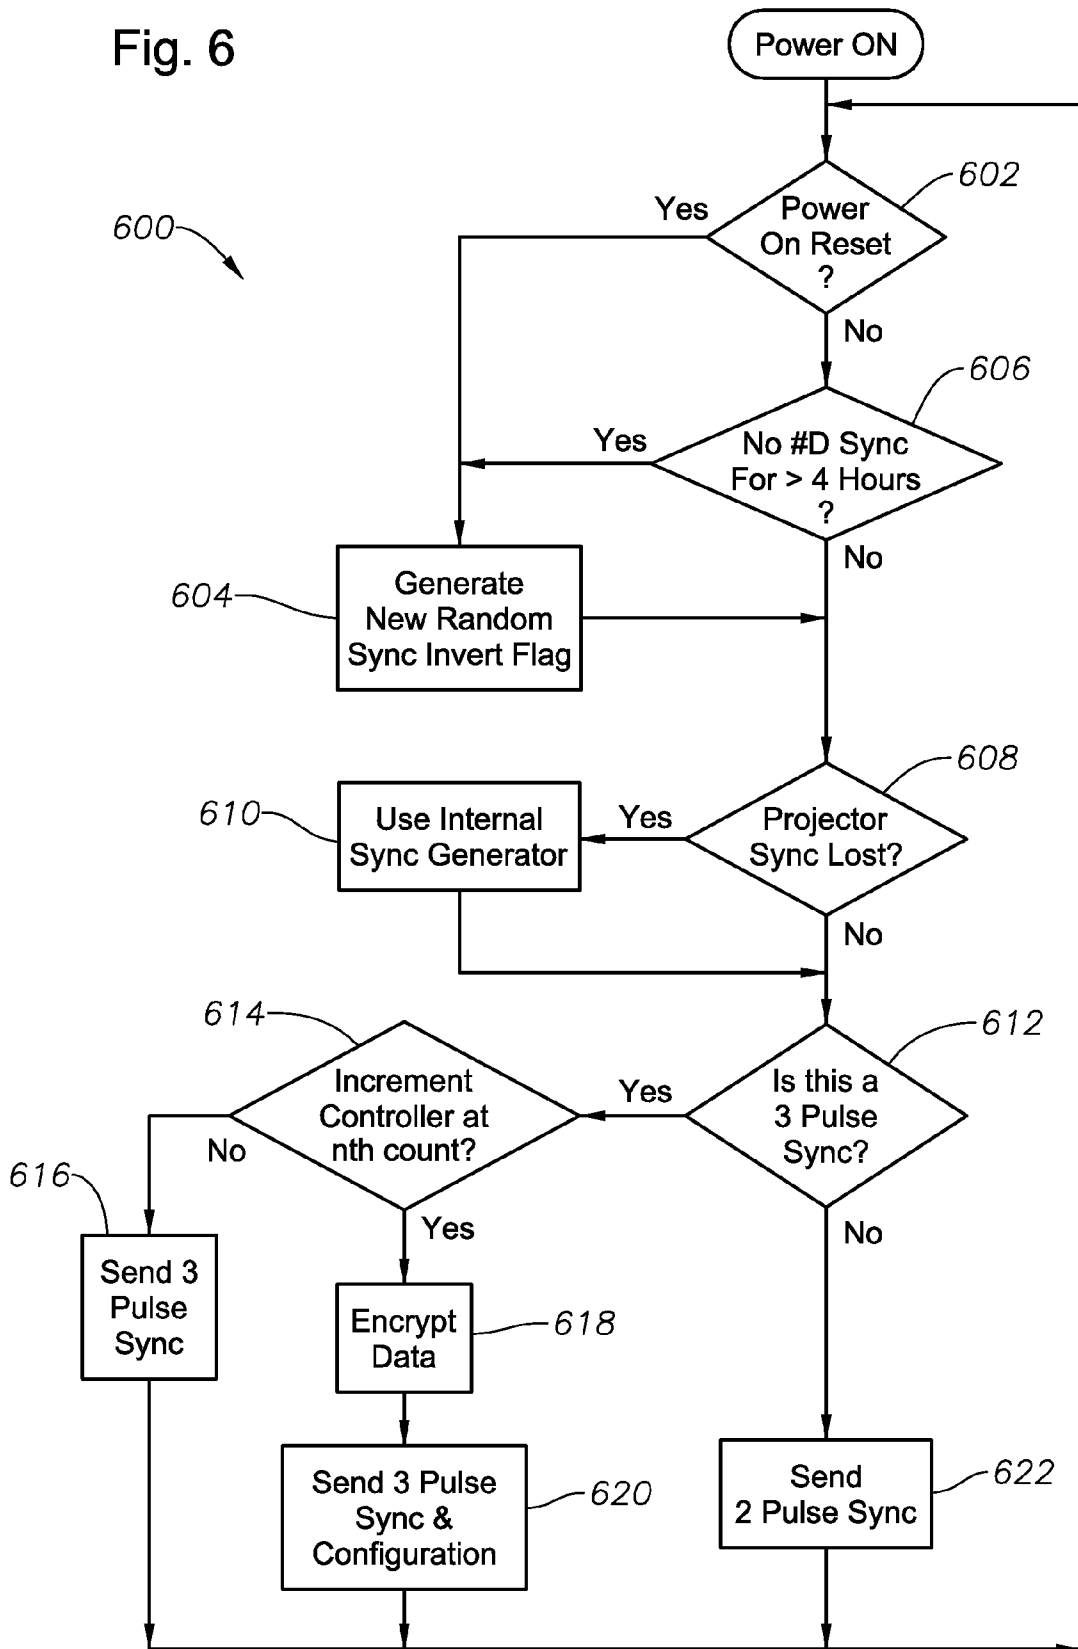 Fig. 6
Power ON
600
602
Yes
Power
On Reset
?
No
606
Yes
No #D Sync
For > 4 Hours
?
No
604
Generate
New Random
Sync Invert Flag
608
610
Use Internal
Sync Generator
Yes
Projector
Sync Lost?
No
614
612
Increment
Controller at
nth count?
Yes
Is this a
3 Pulse
Sync?
No
616
Yes
No
Send 3
Pulse
Sync
Encrypt
Data
618
Send 3 Pulse
Sync &
Configuration
620
Send
2 Pulse Sync
622